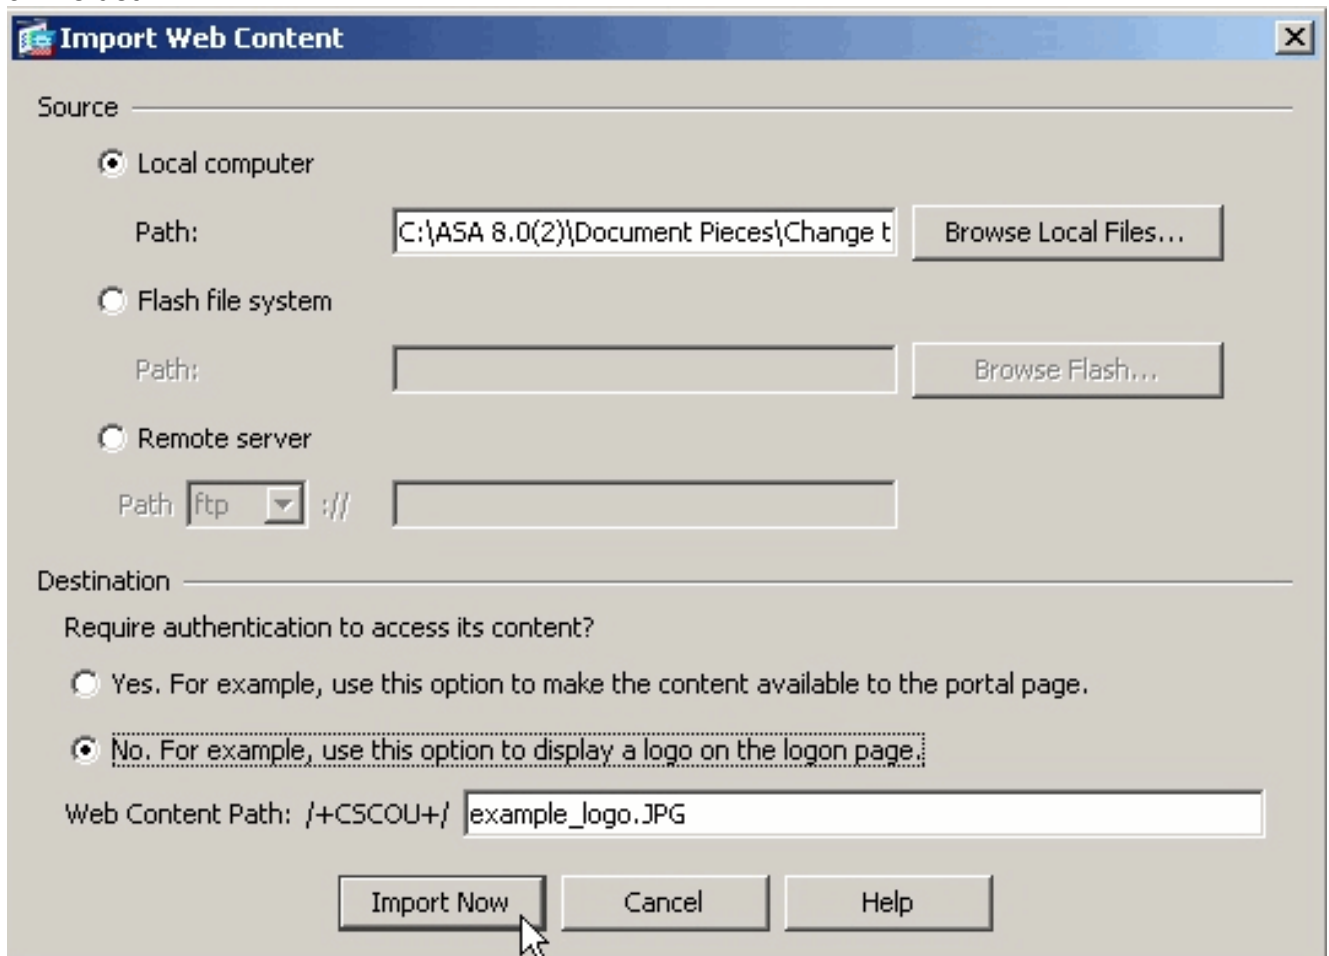 Import Web Content
Source
Local computer
Path: C:\ASA 8.0(2)\Document Pieces\Change t Browse Local Files...
Flash file system
Path: Browse Flash...
Remote server
Path ftp ://
Destination
Require authentication to access its content?
Yes. For example, use this option to make the content available to the portal page.
No. For example, use this option to display a logo on the logon page.
Web Content Path: /+CSCOU+/ example_logo.JPG
Import Now Cancel Help